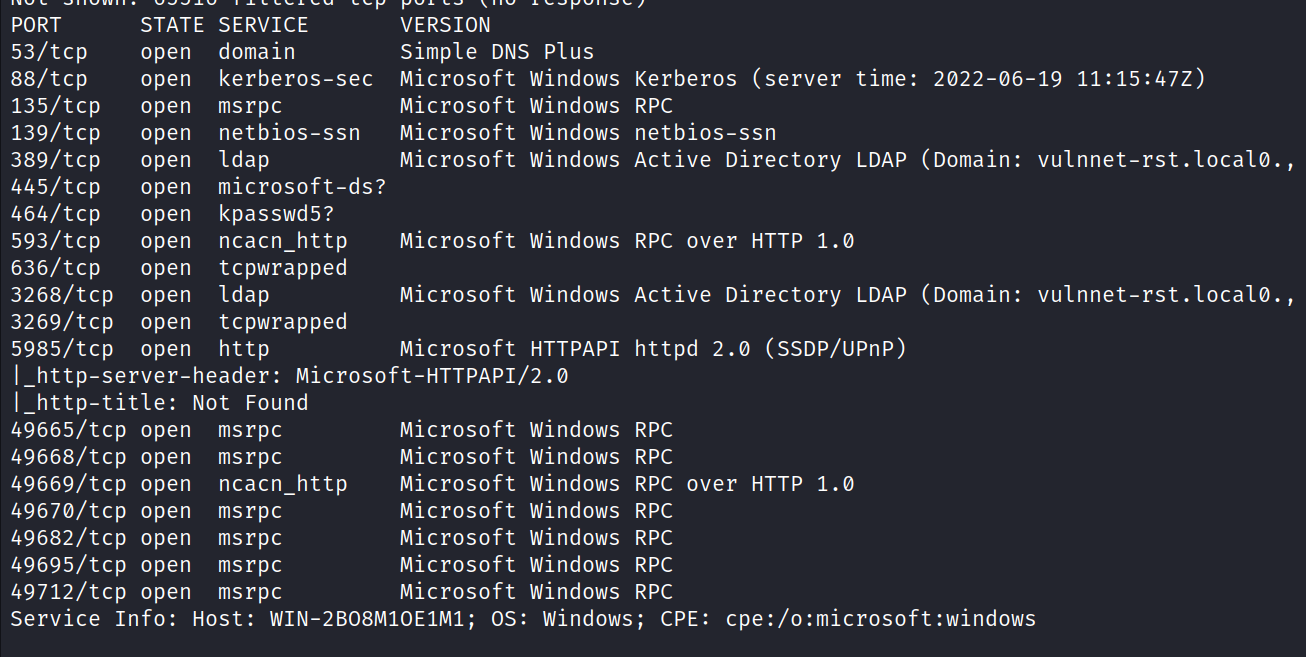 Not shown: 65516 filtered tcp ports (no response)
PORT      STATE SERVICE       VERSION
53/tcp    open  domain        Simple DNS Plus
88/tcp    open  kerberos-sec  Microsoft Windows Kerberos (server time: 2022-06-19 11:15:47Z)
135/tcp   open  msrpc         Microsoft Windows RPC
139/tcp   open  netbios-ssn   Microsoft Windows netbios-ssn
389/tcp   open  ldap          Microsoft Windows Active Directory LDAP (Domain: vulnnet-rst.local0.,
445/tcp   open  microsoft-ds?
464/tcp   open  kpasswd5?
593/tcp   open  ncacn_http    Microsoft Windows RPC over HTTP 1.0
636/tcp   open  tcpwrapped
3268/tcp  open  ldap          Microsoft Windows Active Directory LDAP (Domain: vulnnet-rst.local0.,
3269/tcp  open  tcpwrapped
5985/tcp  open  http          Microsoft HTTPAPI httpd 2.0 (SSDP/UPnP)
|_http-server-header: Microsoft-HTTPAPI/2.0
|_http-title: Not Found
49665/tcp open  msrpc         Microsoft Windows RPC
49668/tcp open  msrpc         Microsoft Windows RPC
49669/tcp open  ncacn_http    Microsoft Windows RPC over HTTP 1.0
49670/tcp open  msrpc         Microsoft Windows RPC
49682/tcp open  msrpc         Microsoft Windows RPC
49695/tcp open  msrpc         Microsoft Windows RPC
49712/tcp open  msrpc         Microsoft Windows RPC
Service Info: Host: WIN-2BO8M1OE1M1; OS: Windows; CPE: cpe:/o:microsoft:windows